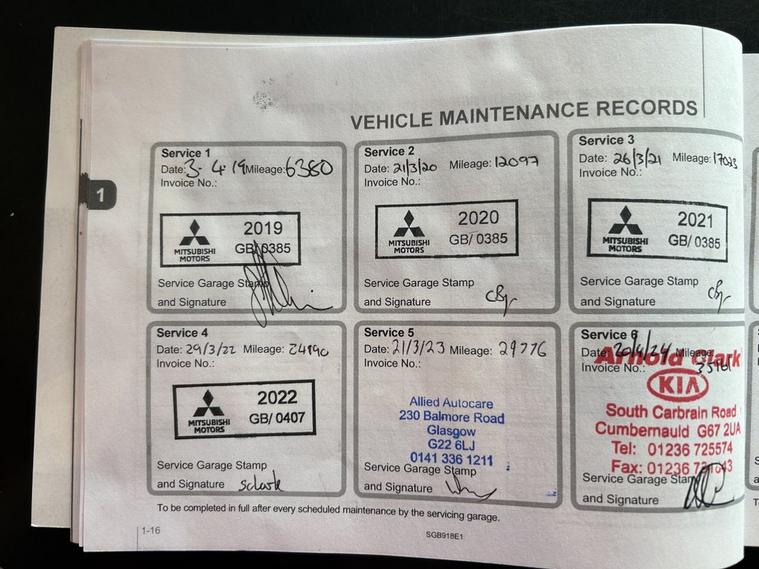 VEHICLE MAINTENANCE RECORDS
1
Service 1
Date: 3-4-19 Mileage: 6380
Invoice No.:
MITSUBISHI
MOTORS
2019
GB/0385
Service Garage Stamp
and Signature
Service 2
Date: 21/3/20 Mileage: 12097
Invoice No.:
MITSUBISHI
MOTORS
2020
GB/0385
Service Garage Stamp
and Signature
Service 3
Date: 26/3/21 Mileage: 17023
Invoice No.:
MITSUBISHI
MOTORS
2021
GB/0385
Service Garage Stamp
and Signature
Service 4
Date: 29/3/22 Mileage: 24190
Invoice No.:
MITSUBISHI
MOTORS
2022
GB/0407
Service Garage Stamp
and Signature
Service 5
Date: 21/3/23 Mileage: 29776
Invoice No.:
Allied Autocare
230 Balmore Road
Glasgow
G22 6LJ
0141 336 1211
Service Garage Stamp
and Signature
Service 6
Date: 20/4/24 Mileage:
Invoice No.:
Arnold Clark
KIA
South Carbrain Road
Cumbernauld G67 2UA
Tel: 01236 725574
Fax: 01236
Service Garage Stamp
and Signature
To be completed in full after every scheduled maintenance by the servicing garage.
1-16
SGB918E1